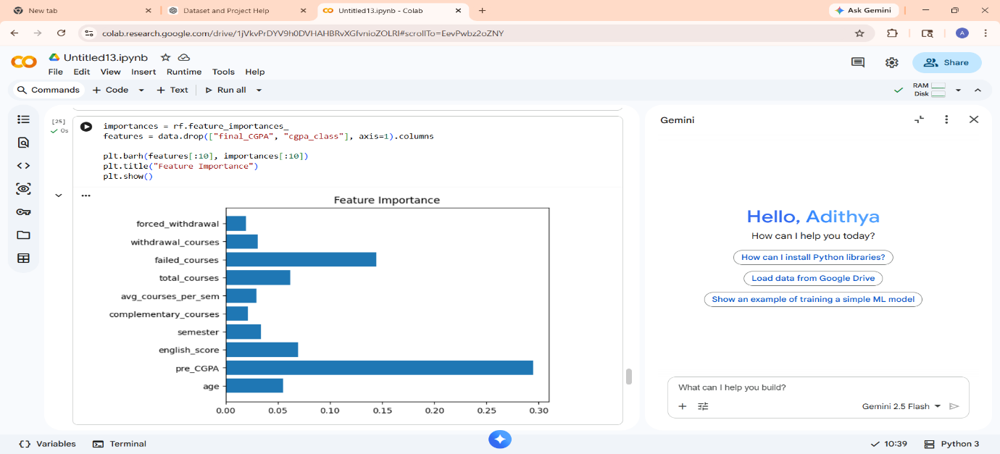 New tab
Dataset and Project Help
Untitled13.ipynb - Colab
Ask Gemini
colab.research.google.com/drive/1jVkvPrDYV9h0DVHAHBRvXGfvnioZOLRl#scrollTo=EevPwbz2oZNY
A
Untitled13.ipynb
File Edit View Insert Runtime Tools Help
Share
Commands + Code + Text Run all
RAM
Disk
[25]
0s
importances = rf.feature_importances_
features = data.drop(["final_CGPA", "cgpa_class"], axis=1).columns
plt.barh(features[:10], importances[:10])
plt.title("Feature Importance")
plt.show()
Feature Importance
forced_withdrawal
withdrawal_courses
failed_courses
total_courses
avg_courses_per_sem
complementary_courses
semester
english_score
pre_CGPA
age
0.00 0.05 0.10 0.15 0.20 0.25 0.30
Gemini
Hello, Adithya
How can I help you today?
How can I install Python libraries?
Load data from Google Drive
Show an example of training a simple ML model
What can I help you build?
Gemini 2.5 Flash
Variables Terminal
10:39 Python 3